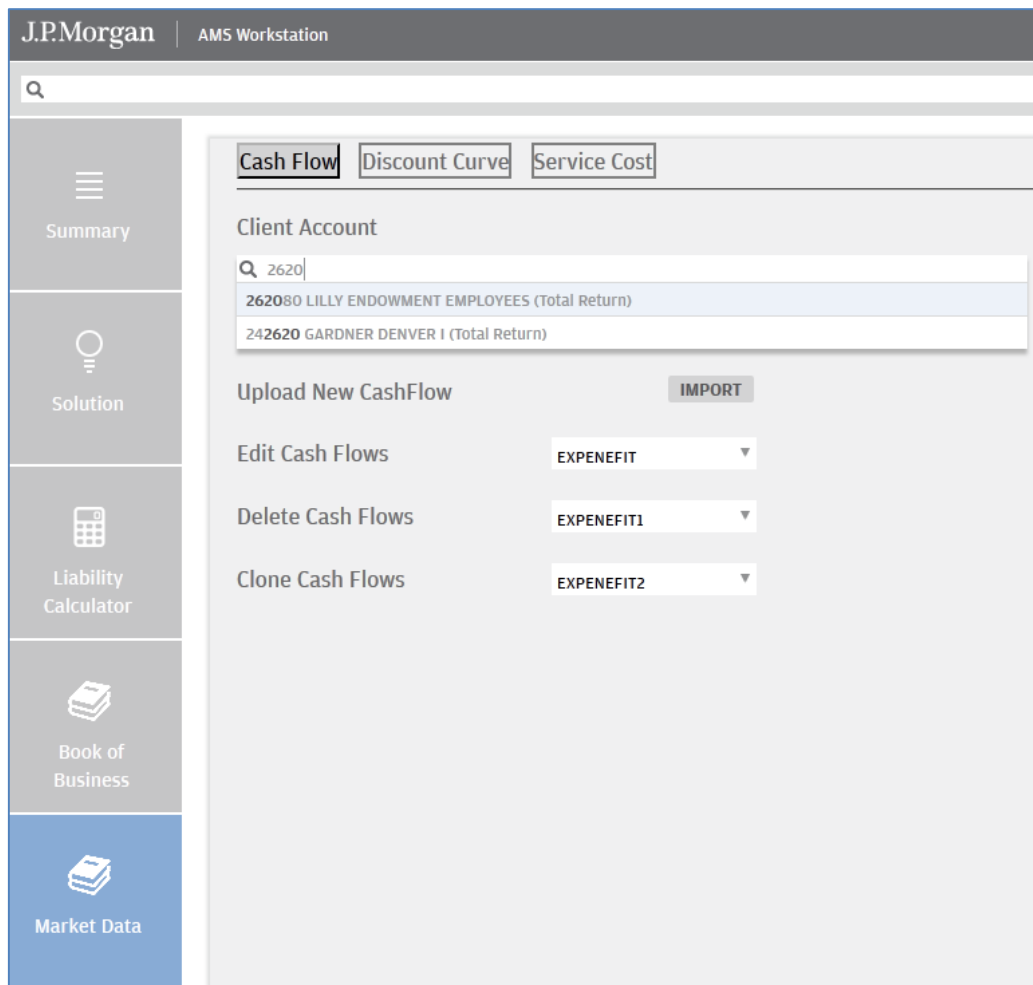 J.P.Morgan | AMS Workstation
Cash Flow Discount Curve Service Cost
Client Account
2620
262080 LILLY ENDOWMENT EMPLOYEES (Total Return)
242620 GARDNER DENVER I (Total Return)
Upload New CashFlow IMPORT
Edit Cash Flows EXPENEFIT
Delete Cash Flows EXPENEFIT1
Clone Cash Flows EXPENEFIT2
Summary
Solution
Liability
Calculator
Book of
Business
Market Data